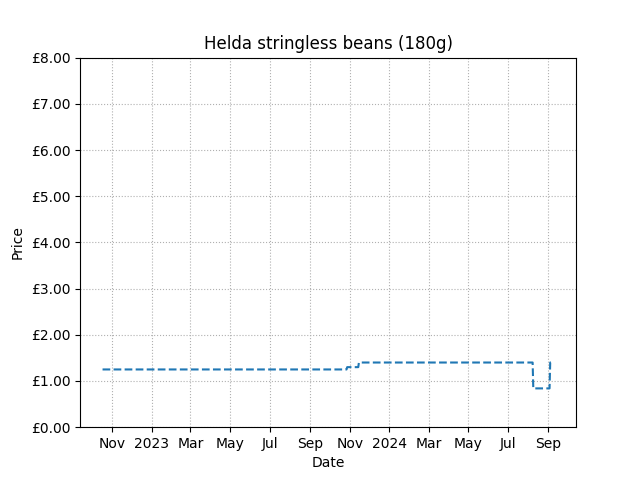 Helda stringless beans (180g)
£8.00
£7.00
£6.00
£5.00
£4.00
£3.00
£2.00
£1.00
£0.00
Price
Nov 2023 Mar May Jul Sep Nov 2024 Mar May Jul Sep
Date